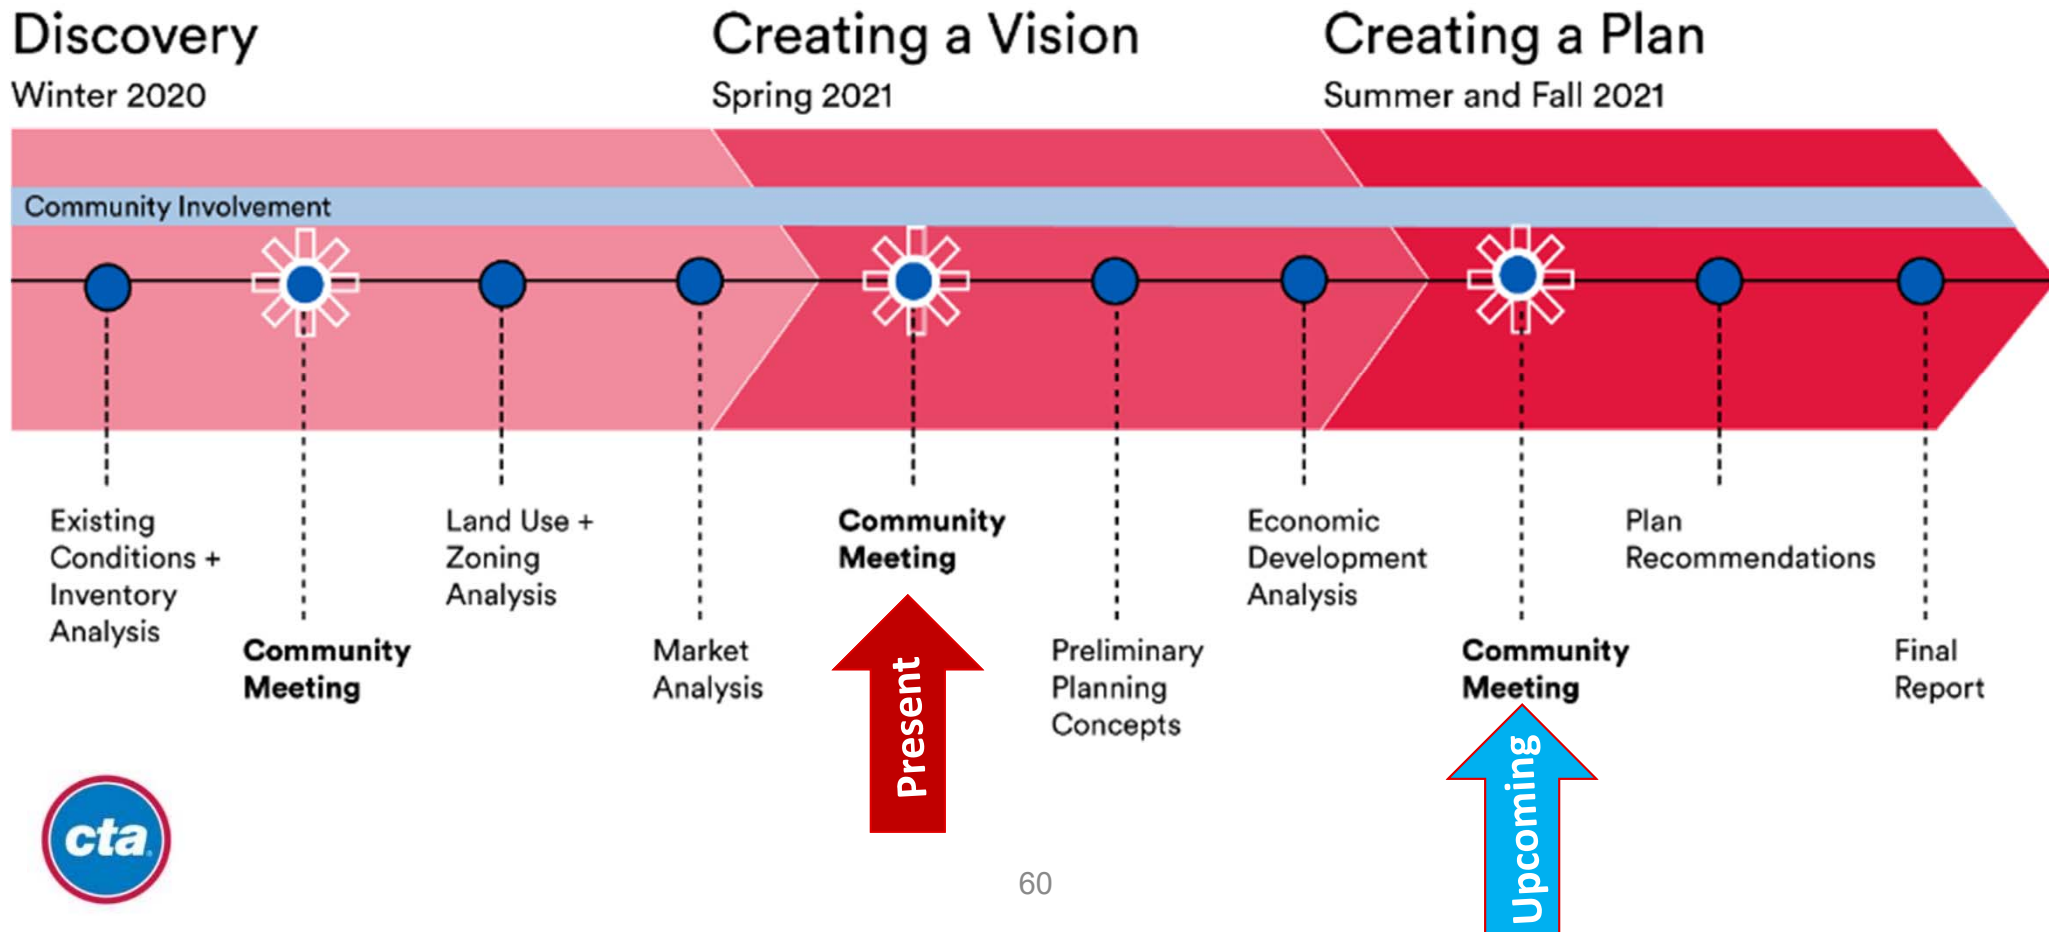 Discovery
Winter 2020
Creating a Vision
Spring 2021
Creating a Plan
Summer and Fall 2021
Community Involvement
Existing
Conditions +
Inventory
Analysis
Community
Meeting
Land Use +
Zoning
Analysis
Market
Analysis
Community
Meeting
Preliminary
Planning
Concepts
Economic
Development
Analysis
Community
Meeting
Plan
Recommendations
Final
Report
Present
Upcoming
cta
60